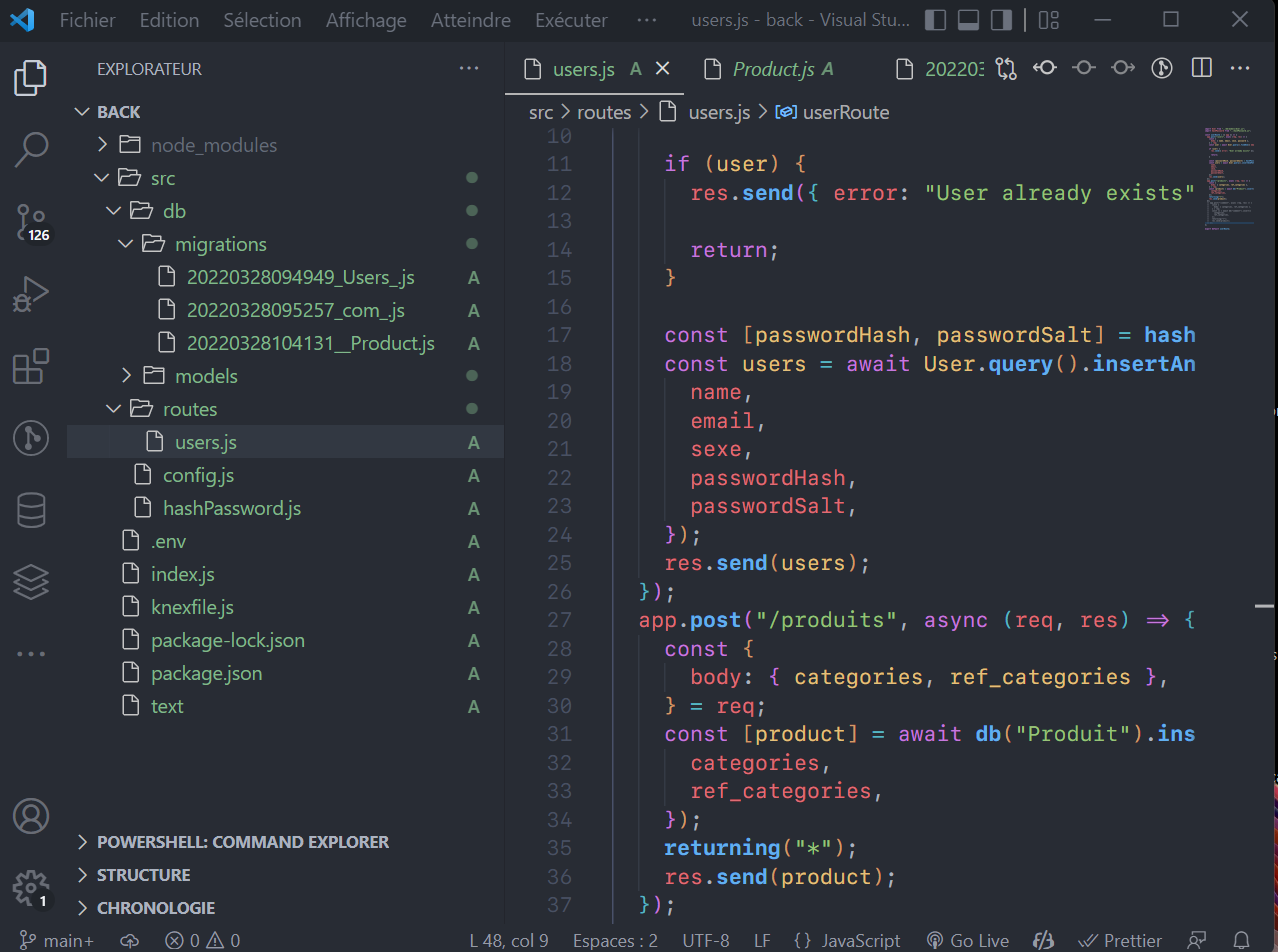 Fichier Edition Sélection Affichage Atteindre Exécuter ··· users.js - back - Visual Stu...
EXPLORATEUR
BACK
node_modules
src
db
migrations
20220328094949_Users_.js A
20220328095257_com_.js A
20220328104131__Product.js A
models
routes
users.js A
config.js A
hashPassword.js A
.env A
index.js A
knexfile.js A
package-lock.json A
package.json A
text A
POWERSHELL: COMMAND EXPLORER
STRUCTURE
CHRONOLOGIE
126
1
users.js A Product.js A 202203
src > routes > users.js > userRoute
10
11 if (user) {
12 res.send({ error: "User already exists"
13
14 return;
15 }
16
17 const [passwordHash, passwordSalt] = hash
18 const users = await User.query().insertAn
19 name,
20 email,
21 sexe,
22 passwordHash,
23 passwordSalt,
24 });
25 res.send(users);
26 });
27 app.post("/produits", async (req, res) ⇒ {
28 const {
29 body: { categories, ref_categories },
30 } = req;
31 const [product] = await db("Produit").ins
32 categories,
33 ref_categories,
34 });
35 returning("*");
36 res.send(product);
37 });
main+ 0 0 L 48, col 9 Espaces : 2 UTF-8 LF {} JavaScript Go Live Prettier